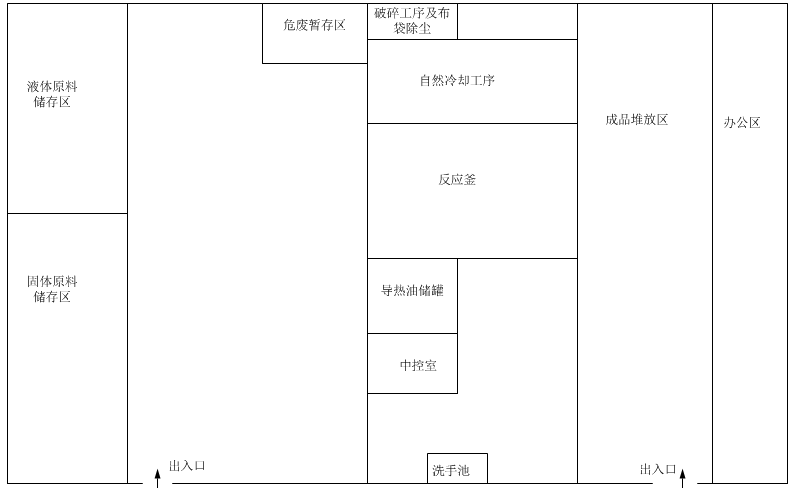 危废暂存区
破碎工序及布
袋除尘
液体原料
储存区
自然冷却工序
成品堆放区
办公区
反应釜
固体原料
储存区
导热油储罐
中控室
出入口
洗手池
出入口